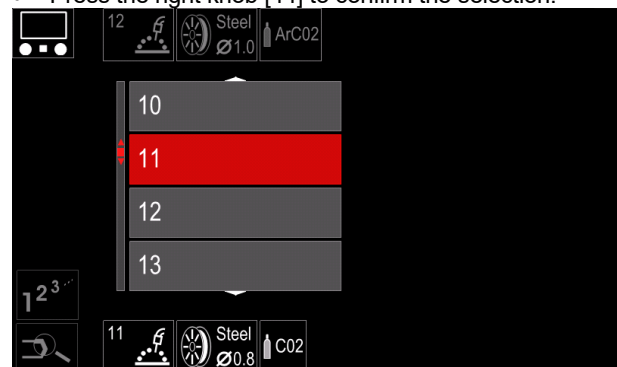 Press the right knob [11] to confirm the selection.
12 Steel Ø1.0 ArC02
10
11
12
13
123
11 Steel Ø0.8 C02